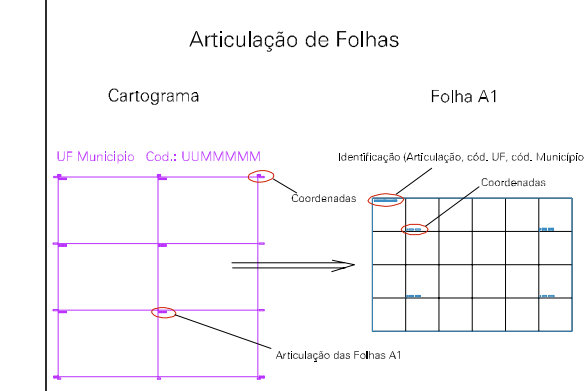 Articulação de Folhas
Cartograma
Folha A1
UF Municipio Cod.: UUMMMMM
Identificação (Articulação, cód. UF, cód. Município
Coordenadas
Coordenadas
Articulação das Folhas A1